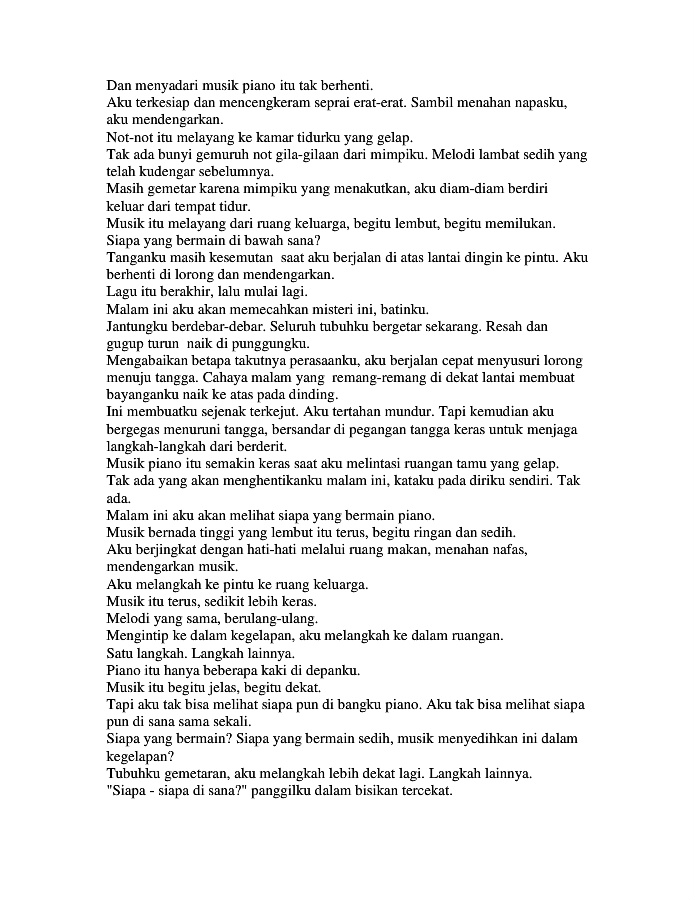 Dan menyadari musik piano itu tak berhenti.
Aku terkesiap dan mencengkeram seprai erat-erat. Sambil menahan napasku,
aku mendengarkan.
Not-not itu melayang ke kamar tidurku yang gelap.
Tak ada bunyi gemuruh not gila-gilaan dari mimpiku. Melodi lambat sedih yang
telah kudengar sebelumnya.
Masih gemetar karena mimpiku yang menakutkan, aku diam-diam berdiri
keluar dari tempat tidur.
Musik itu melayang dari ruang keluarga, begitu lembut, begitu memilukan.
Siapa yang bermain di bawah sana?
Tanganku masih kesemutan  saat aku berjalan di atas lantai dingin ke pintu. Aku
berhenti di lorong dan mendengarkan.
Lagu itu berakhir, lalu mulai lagi.
Malam ini aku akan memecahkan misteri ini, batinku.
Jantungku berdebar-debar. Seluruh tubuhku bergetar sekarang. Resah dan
gugup turun  naik di punggungku.
Mengabaikan betapa takutnya perasaanku, aku berjalan cepat menyusuri lorong
menuju tangga. Cahaya malam yang  remang-remang di dekat lantai membuat
bayanganku naik ke atas pada dinding.
Ini membuatku sejenak terkejut. Aku tertahan mundur. Tapi kemudian aku
bergegas menuruni tangga, bersandar di pegangan tangga keras untuk menjaga
langkah-langkah dari berderit.
Musik piano itu semakin keras saat aku melintasi ruangan tamu yang gelap.
Tak ada yang akan menghentikanku malam ini, kataku pada diriku sendiri. Tak
ada.
Malam ini aku akan melihat siapa yang bermain piano.
Musik bernada tinggi yang lembut itu terus, begitu ringan dan sedih.
Aku berjingkat dengan hati-hati melalui ruang makan, menahan nafas,
mendengarkan musik.
Aku melangkah ke pintu ke ruang keluarga.
Musik itu terus, sedikit lebih keras.
Melodi yang sama, berulang-ulang.
Mengintip ke dalam kegelapan, aku melangkah ke dalam ruangan.
Satu langkah. Langkah lainnya.
Piano itu hanya beberapa kaki di depanku.
Musik itu begitu jelas, begitu dekat.
Tapi aku tak bisa melihat siapa pun di bangku piano. Aku tak bisa melihat siapa
pun di sana sama sekali.
Siapa yang bermain? Siapa yang bermain sedih, musik menyedihkan ini dalam
kegelapan?
Tubuhku gemetaran, aku melangkah lebih dekat lagi. Langkah lainnya.
"Siapa - siapa di sana?" panggilku dalam bisikan tercekat.